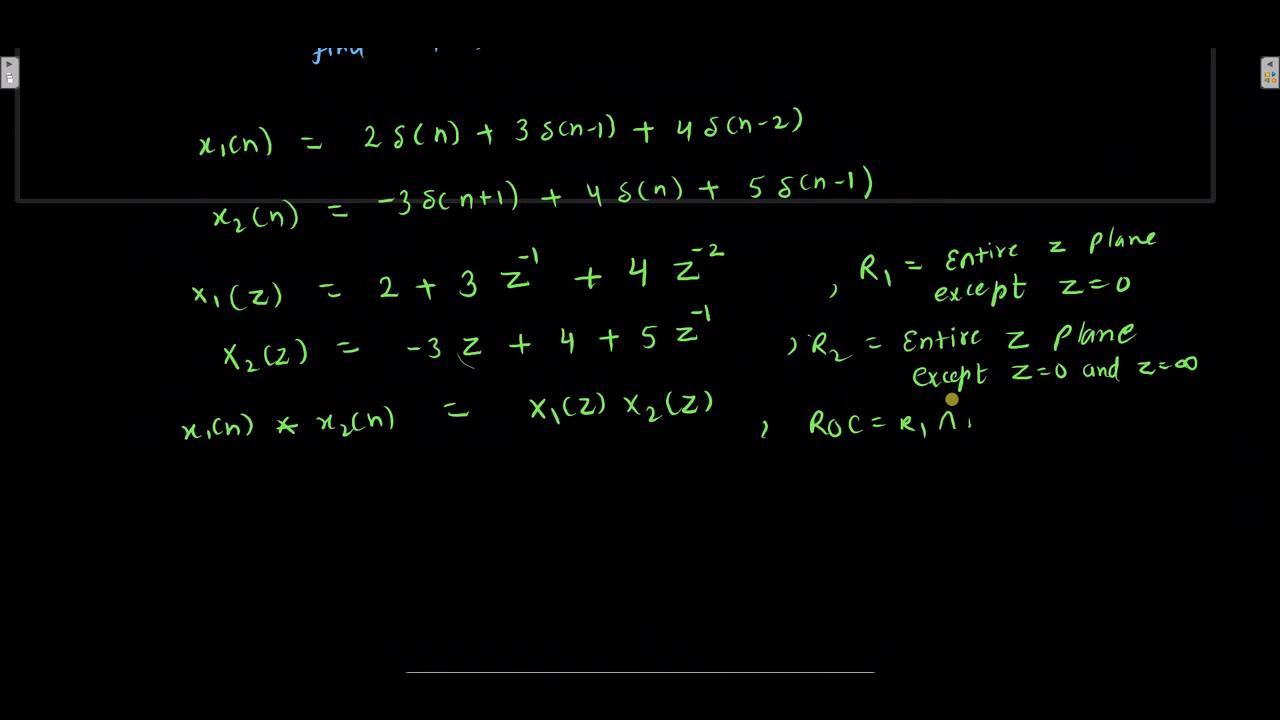 find
x₁(n) = 2 δ(n) + 3 δ(n-1) + 4 δ(n-2)
x₂(n) = -3 δ(n+1) + 4 δ(n) + 5 δ(n-1)
X₁(z) = 2 + 3 z⁻¹ + 4 z⁻² , R₁ = Entire z plane
except z=0
X₂(z) = -3 z + 4 + 5 z⁻¹ , R₂ = Entire z plane
except z=0 and z=∞
x₁(n) * x₂(n) = X₁(z) X₂(z) , ROC = R₁ ∩